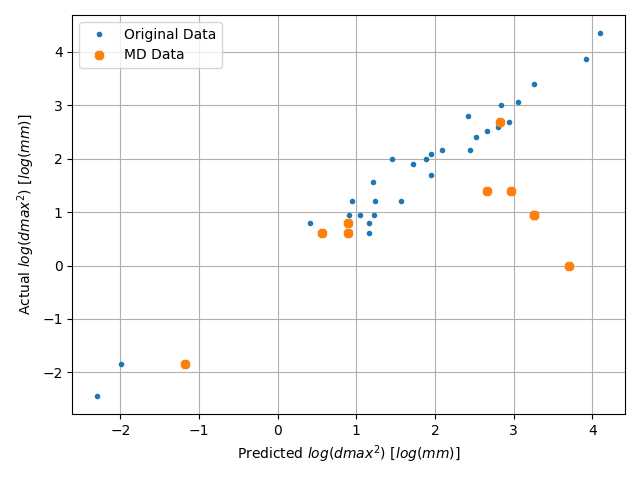 Original Data
MD Data
4
3
2
1
0
−1
−2
Actual log(dmax²) [log(mm)]
−2 −1 0 1 2 3 4
Predicted log(dmax²) [log(mm)]